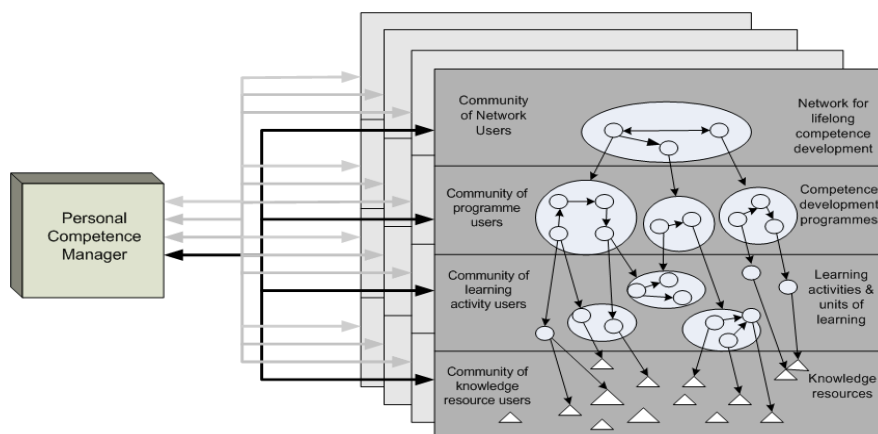 Personal
Competence
Manager
Community
of Network
Users
Network for
lifelong
competence
development
Community of
programme
users
Competence
development
programmes
Community of
learning
activity users
Learning
activities &
units of
learning
Community of
knowledge
resource users
Knowledge
resources